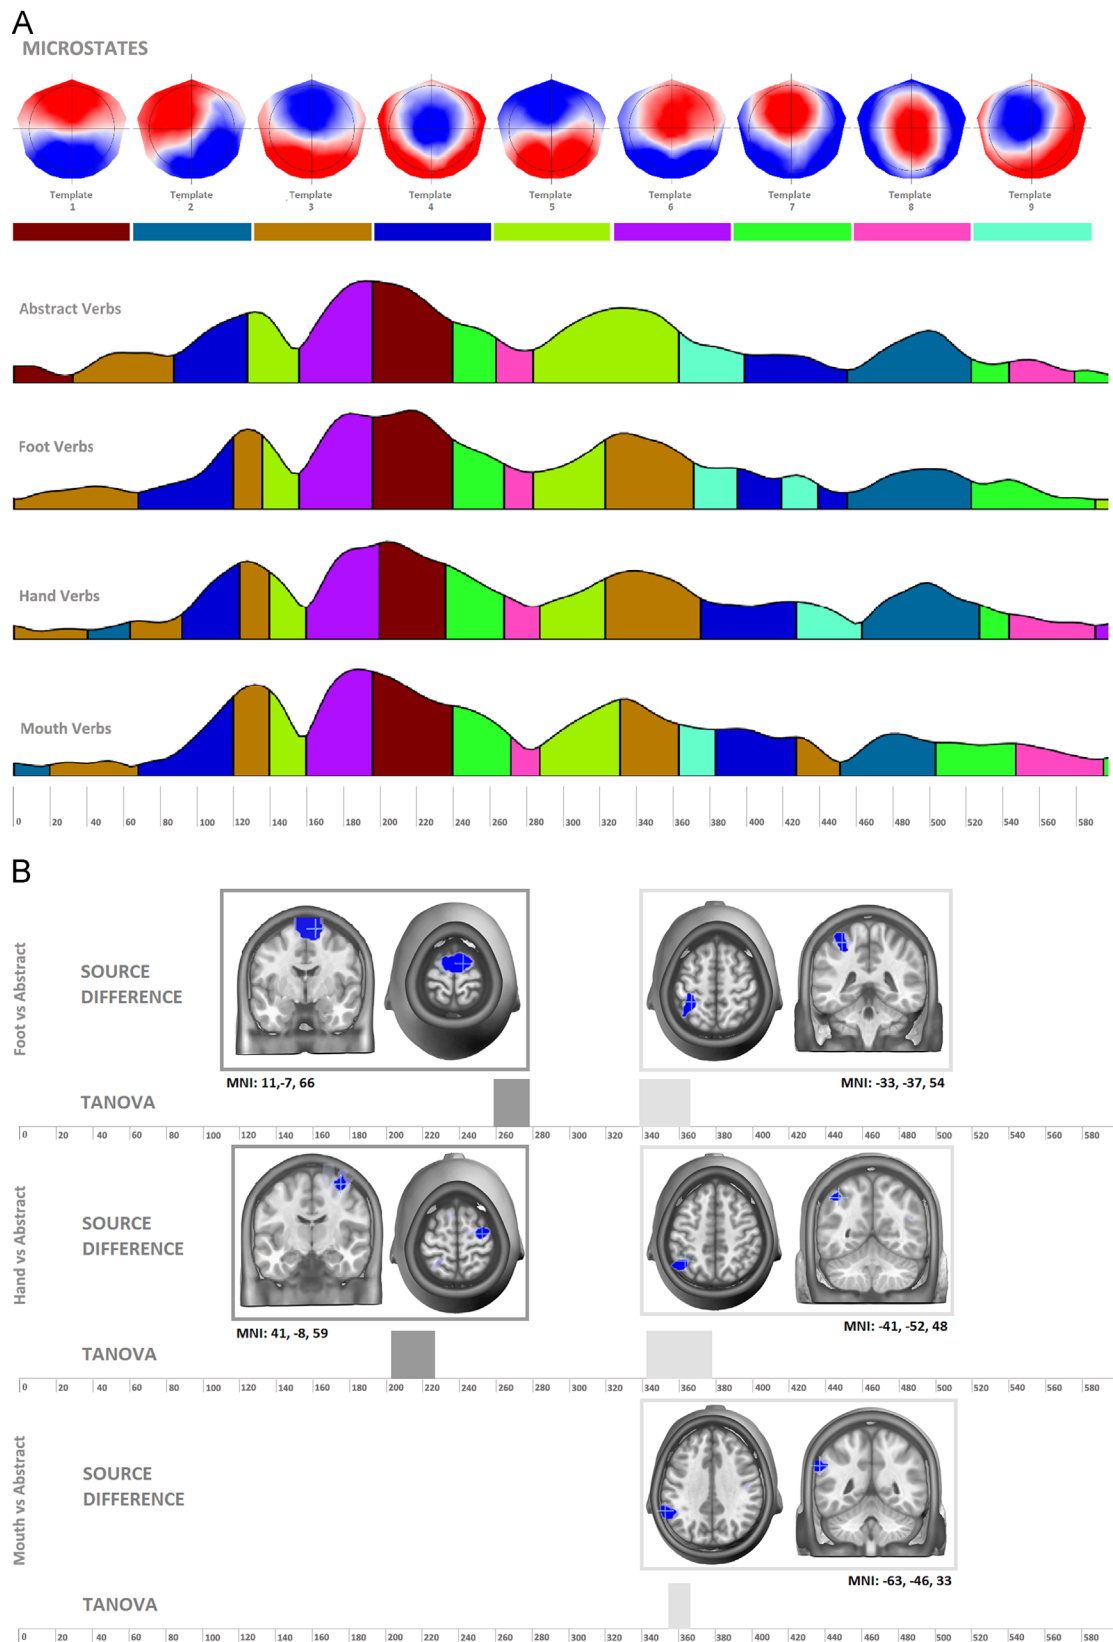 A
MICROSTATES
Template Template Template Template Template Template Template Template Template
1 2 3 4 5 6 7 8 9
Abstract Verbs
Foot Verbs
Hand Verbs
Mouth Verbs
0 20 40 60 80 100 120 140 160 180 200 220 240 260 280 300 320 340 360 380 400 420 440 460 480 500 520 540 560 580
B
Foot vs Abstract
SOURCE
DIFFERENCE
MNI: 11,-7, 66
MNI: -33, -37, 54
TANOVA
0 20 40 60 80 100 120 140 160 180 200 220 240 260 280 300 320 340 360 380 400 420 440 460 480 500 520 540 560 580
Hand vs Abstract
SOURCE
DIFFERENCE
MNI: 41, -8, 59
MNI: -41, -52, 48
TANOVA
0 20 40 60 80 100 120 140 160 180 200 220 240 260 280 300 320 340 360 380 400 420 440 460 480 500 520 540 560 580
Mouth vs Abstract
SOURCE
DIFFERENCE
MNI: -63, -46, 33
TANOVA
0 20 40 60 80 100 120 140 160 180 200 220 240 260 280 300 320 340 360 380 400 420 440 460 480 500 520 540 560 580